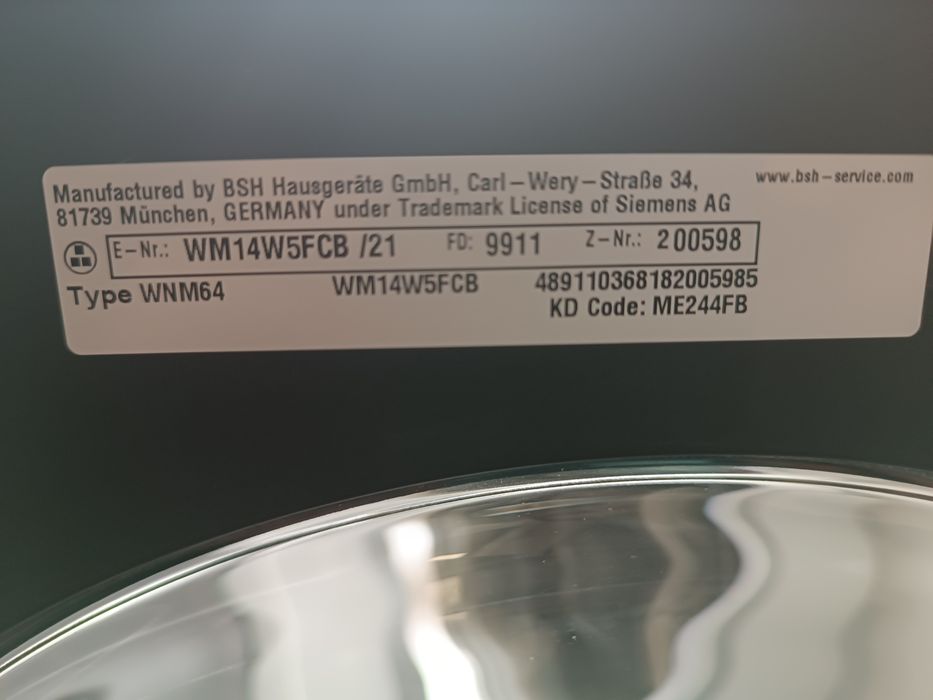 Manufactured by BSH Hausgeräte GmbH, Carl-Wery-Straße 34,
www.bsh-service.com
81739 München, GERMANY under Trademark License of Siemens AG
E-Nr.: WM14W5FCB /21 FD: 9911 Z-Nr.: 200598
Type WNM64 WM14W5FCB 489110368182005985
KD Code: ME244FB